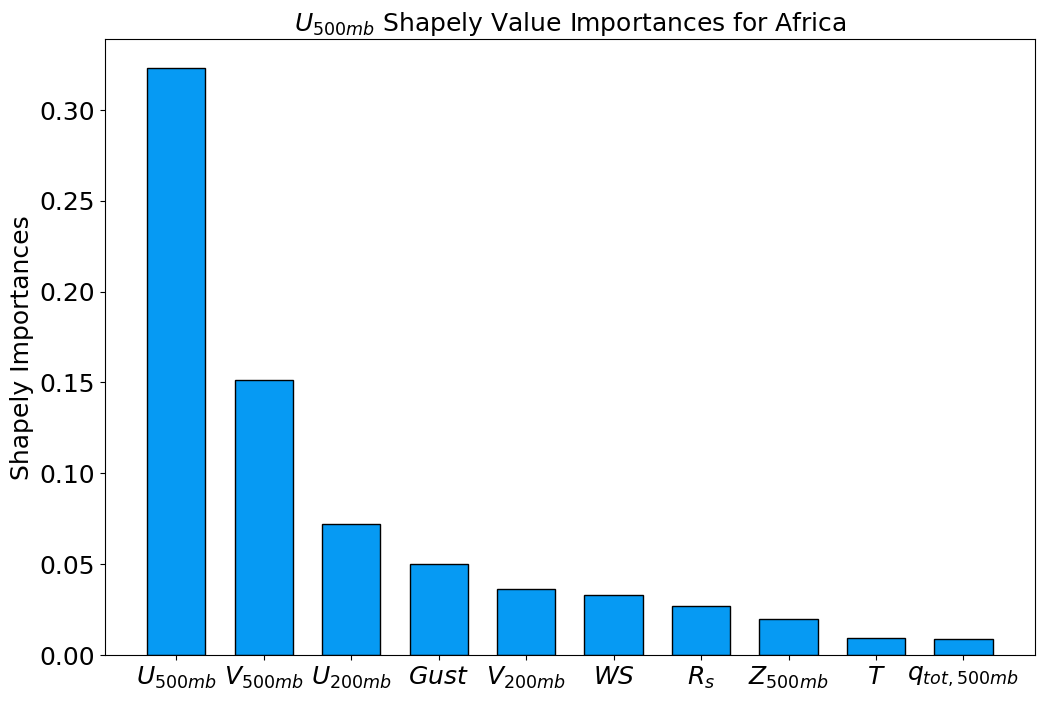 U500mb Shapely Value Importances for Africa
Shapely Importances
0.30
0.25
0.20
0.15
0.10
0.05
0.00
U500mb V500mb U200mb Gust V200mb WS Rs Z500mb T qtot,500mb